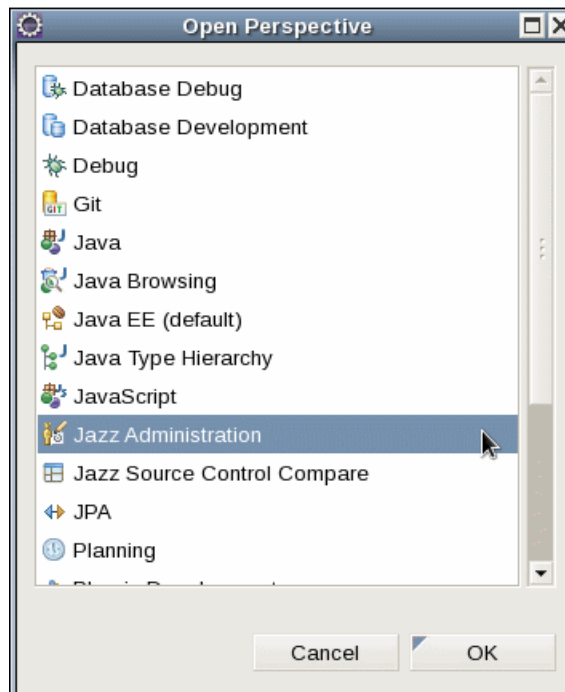 Open Perspective
Database Debug
Database Development
Debug
GIT
Git
Java
Java Browsing
Java EE (default)
Java Type Hierarchy
JavaScript
Jazz Administration
Jazz Source Control Compare
JPA
Planning
Cancel
OK